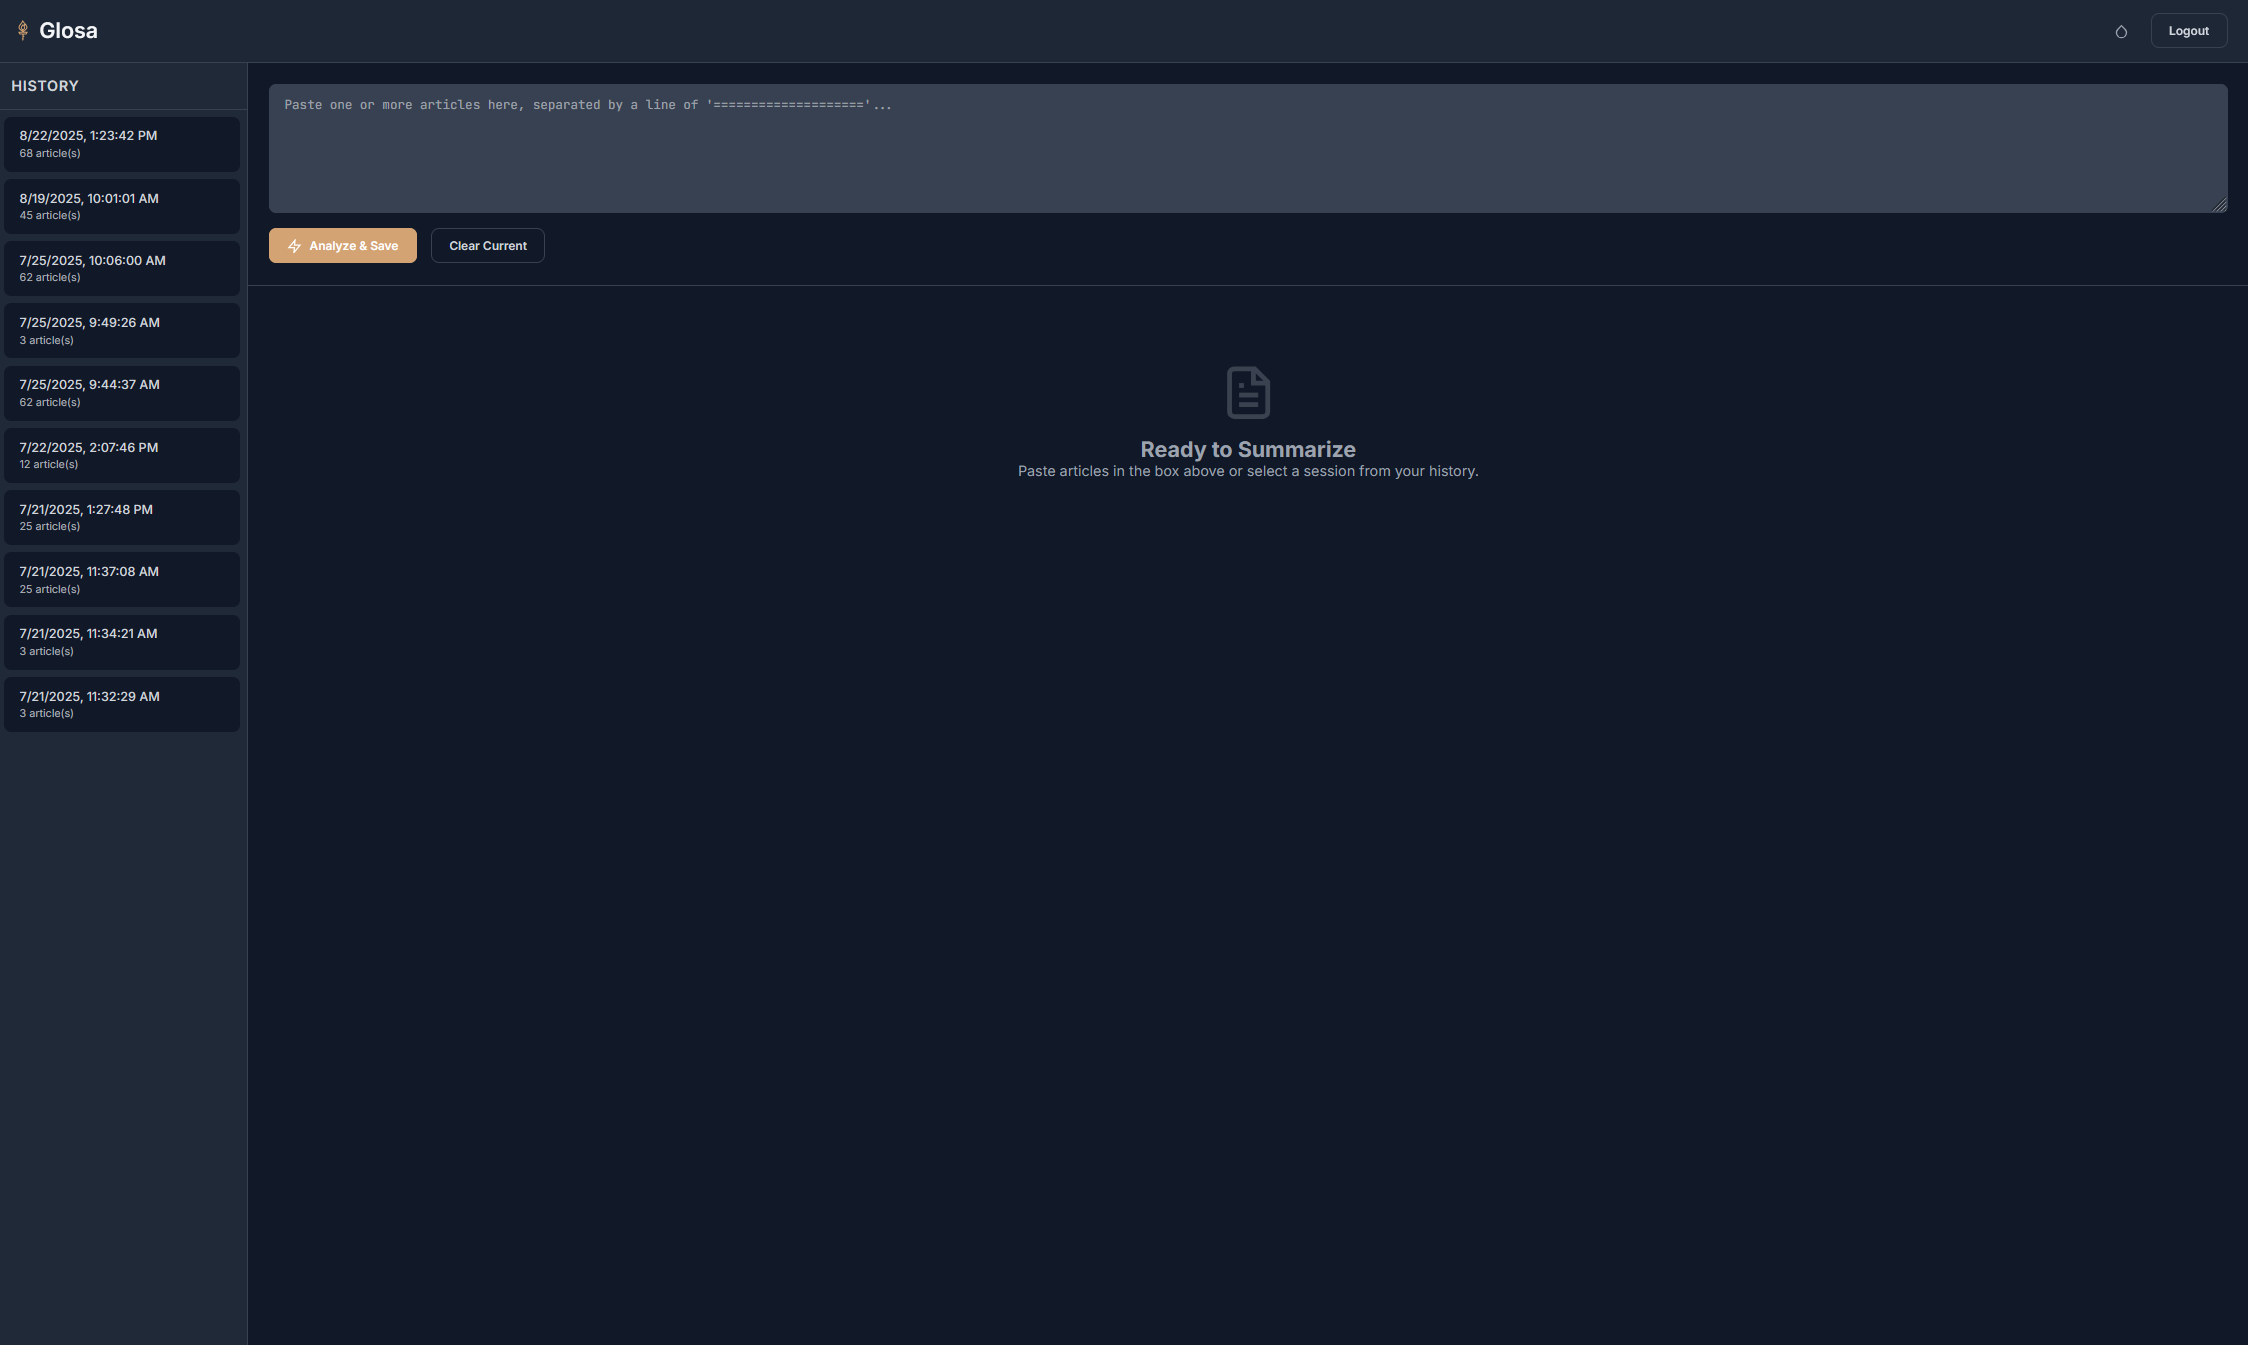 Glosa
Logout
HISTORY
8/22/2025, 1:23:42 PM
68 article(s)
8/19/2025, 10:01:01 AM
45 article(s)
7/25/2025, 10:06:00 AM
62 article(s)
7/25/2025, 9:49:26 AM
3 article(s)
7/25/2025, 9:44:37 AM
62 article(s)
7/22/2025, 2:07:46 PM
12 article(s)
7/21/2025, 1:27:48 PM
25 article(s)
7/21/2025, 11:37:08 AM
25 article(s)
7/21/2025, 11:34:21 AM
3 article(s)
7/21/2025, 11:32:29 AM
3 article(s)
Paste one or more articles here, separated by a line of '===================='...
Analyze & Save
Clear Current
Ready to Summarize
Paste articles in the box above or select a session from your history.